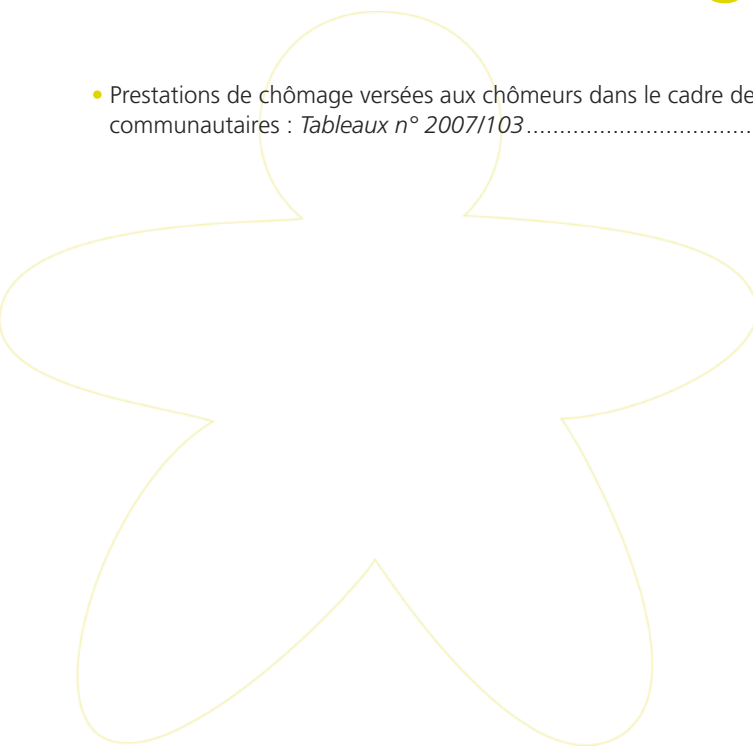 • Prestations de chômage versées aux chômeurs dans le cadre de
communautaires : Tableaux n° 2007/103..................................